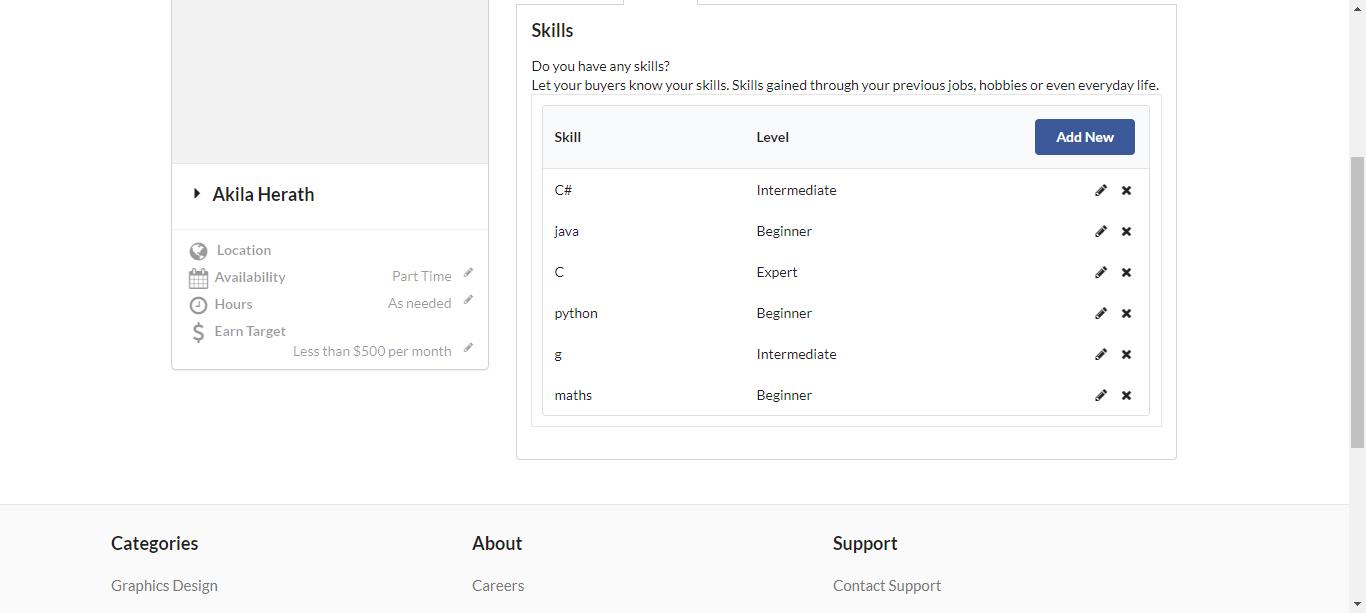 Akila Herath
Location
Availability Part Time
Hours As needed
Earn Target
Less than $500 per month
Skills
Do you have any skills?
Let your buyers know your skills. Skills gained through your previous jobs, hobbies or even everyday life.
Skill Level Add New
C# Intermediate
java Beginner
C Expert
python Beginner
g Intermediate
maths Beginner
Categories About Support
Graphics Design Careers Contact Support